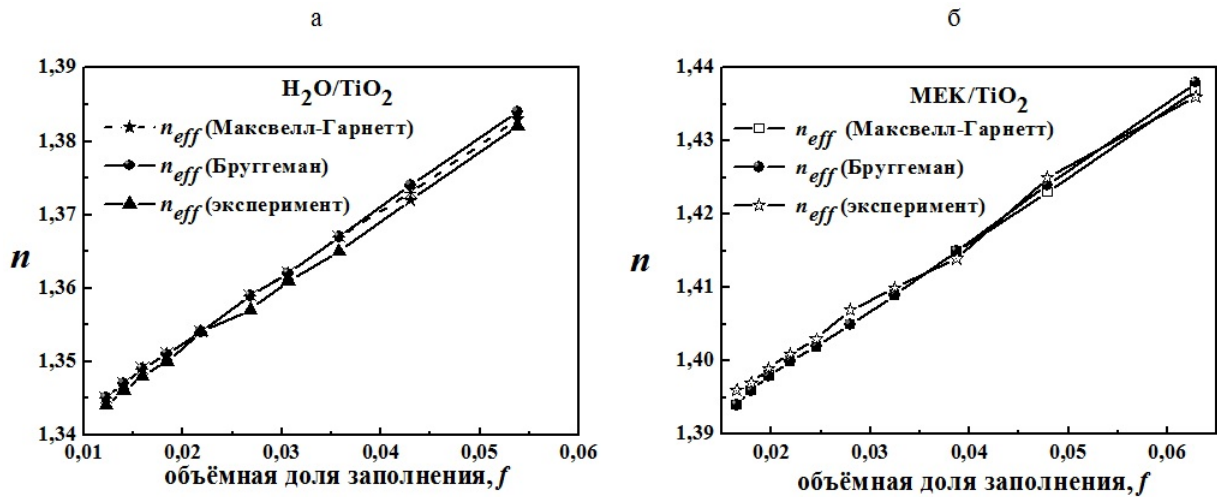 а
1,39
1,38
1,37
1,36
1,35
1,34
n
H2O/TiO2
neff (Максвелл-Гарнетт)
neff (Бруггеман)
neff (эксперимент)
0,01 0,02 0,03 0,04 0,05 0,06
объёмная доля заполнения, f
б
1,44
1,43
1,42
1,41
1,40
1,39
n
MEK/TiO2
neff (Максвелл-Гарнетт)
neff (Бруггеман)
neff (эксперимент)
0,02 0,03 0,04 0,05 0,06
объёмная доля заполнения, f